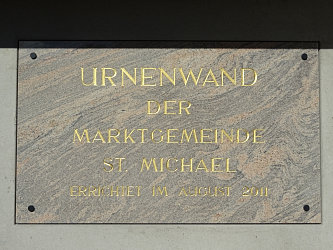 URNENWAND
DER
MARKTGEMEINDE
ST. MICHAEL
ERRICHTET IM AUGUST 2011